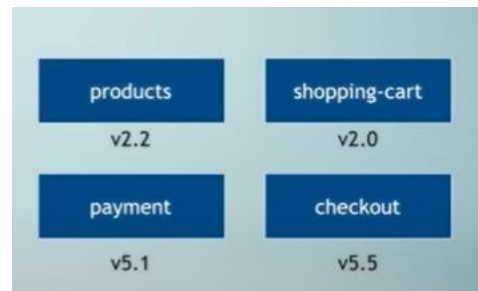 products
shopping-cart
v2.2
v2.0
payment
checkout
v5.1
v5.5